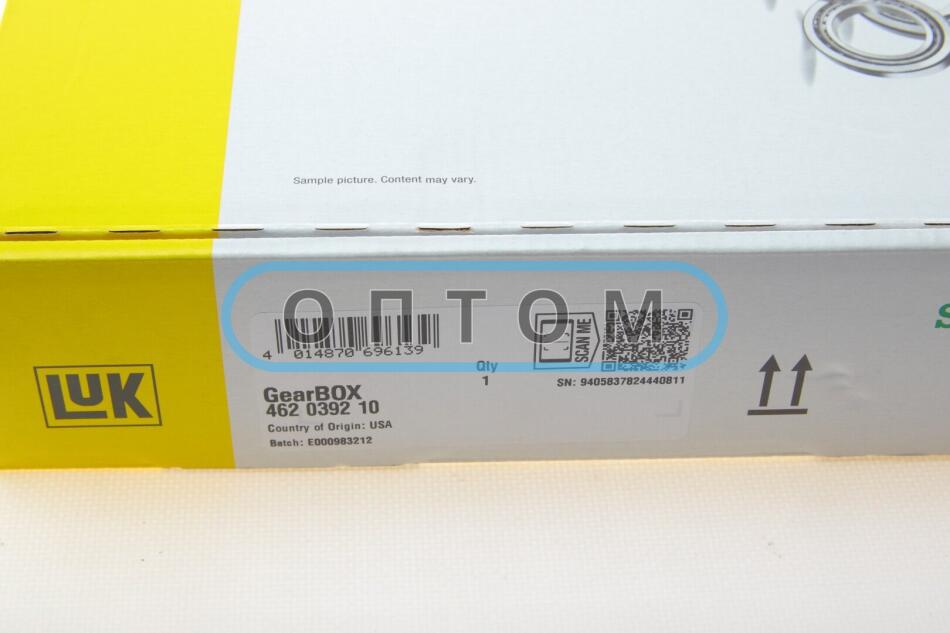 Sample picture. Content may vary.
ОПТОМ
4 014870 696139
SCAN ME
Qty
1
SN: 9405837824440811
GearBOX
462 0392 10
Country of Origin: USA
Batch: E000983212
LUK
S